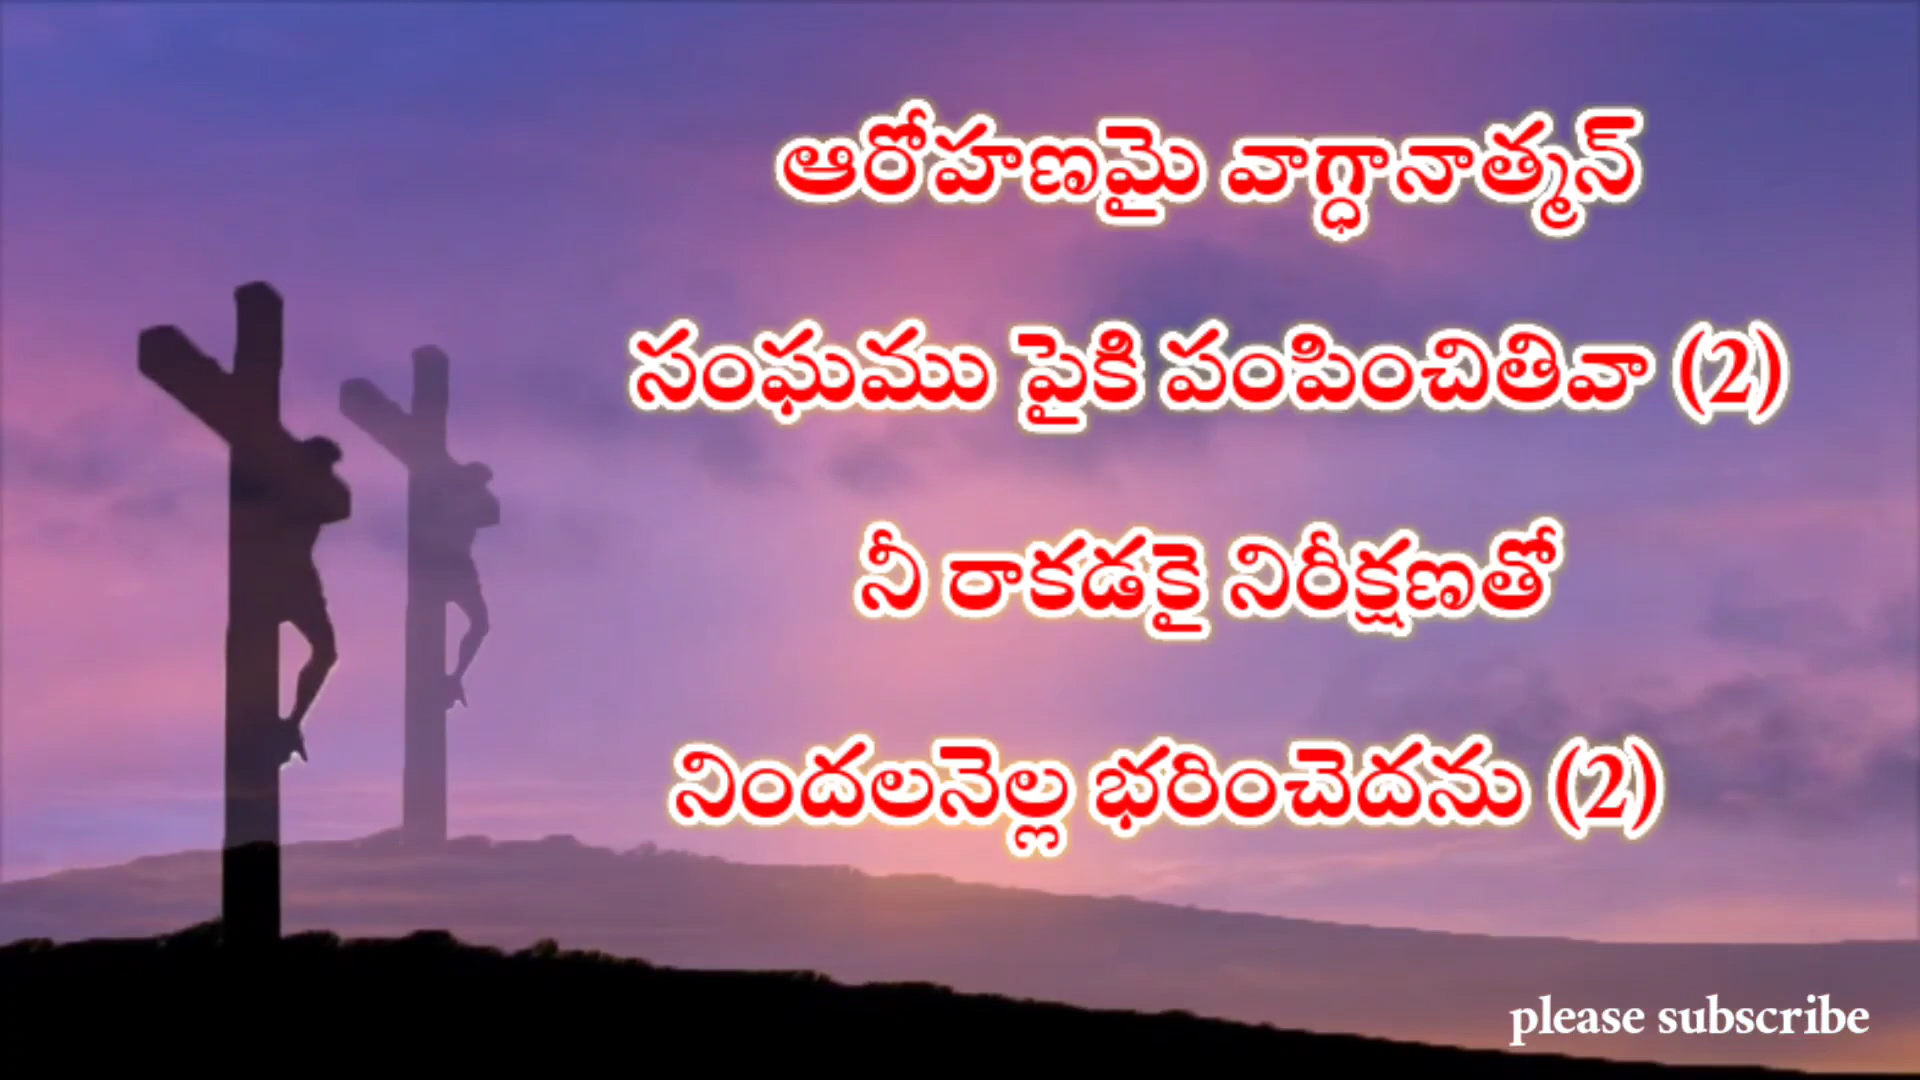 ఆరోహణమై వాగ్ధానాత్మన్
సంఘము పైకి పంపించితివా (2)
నీ రాకడకై నిరీక్షణతో
నిందలనెల్ల భరించెదను (2)
please subscribe